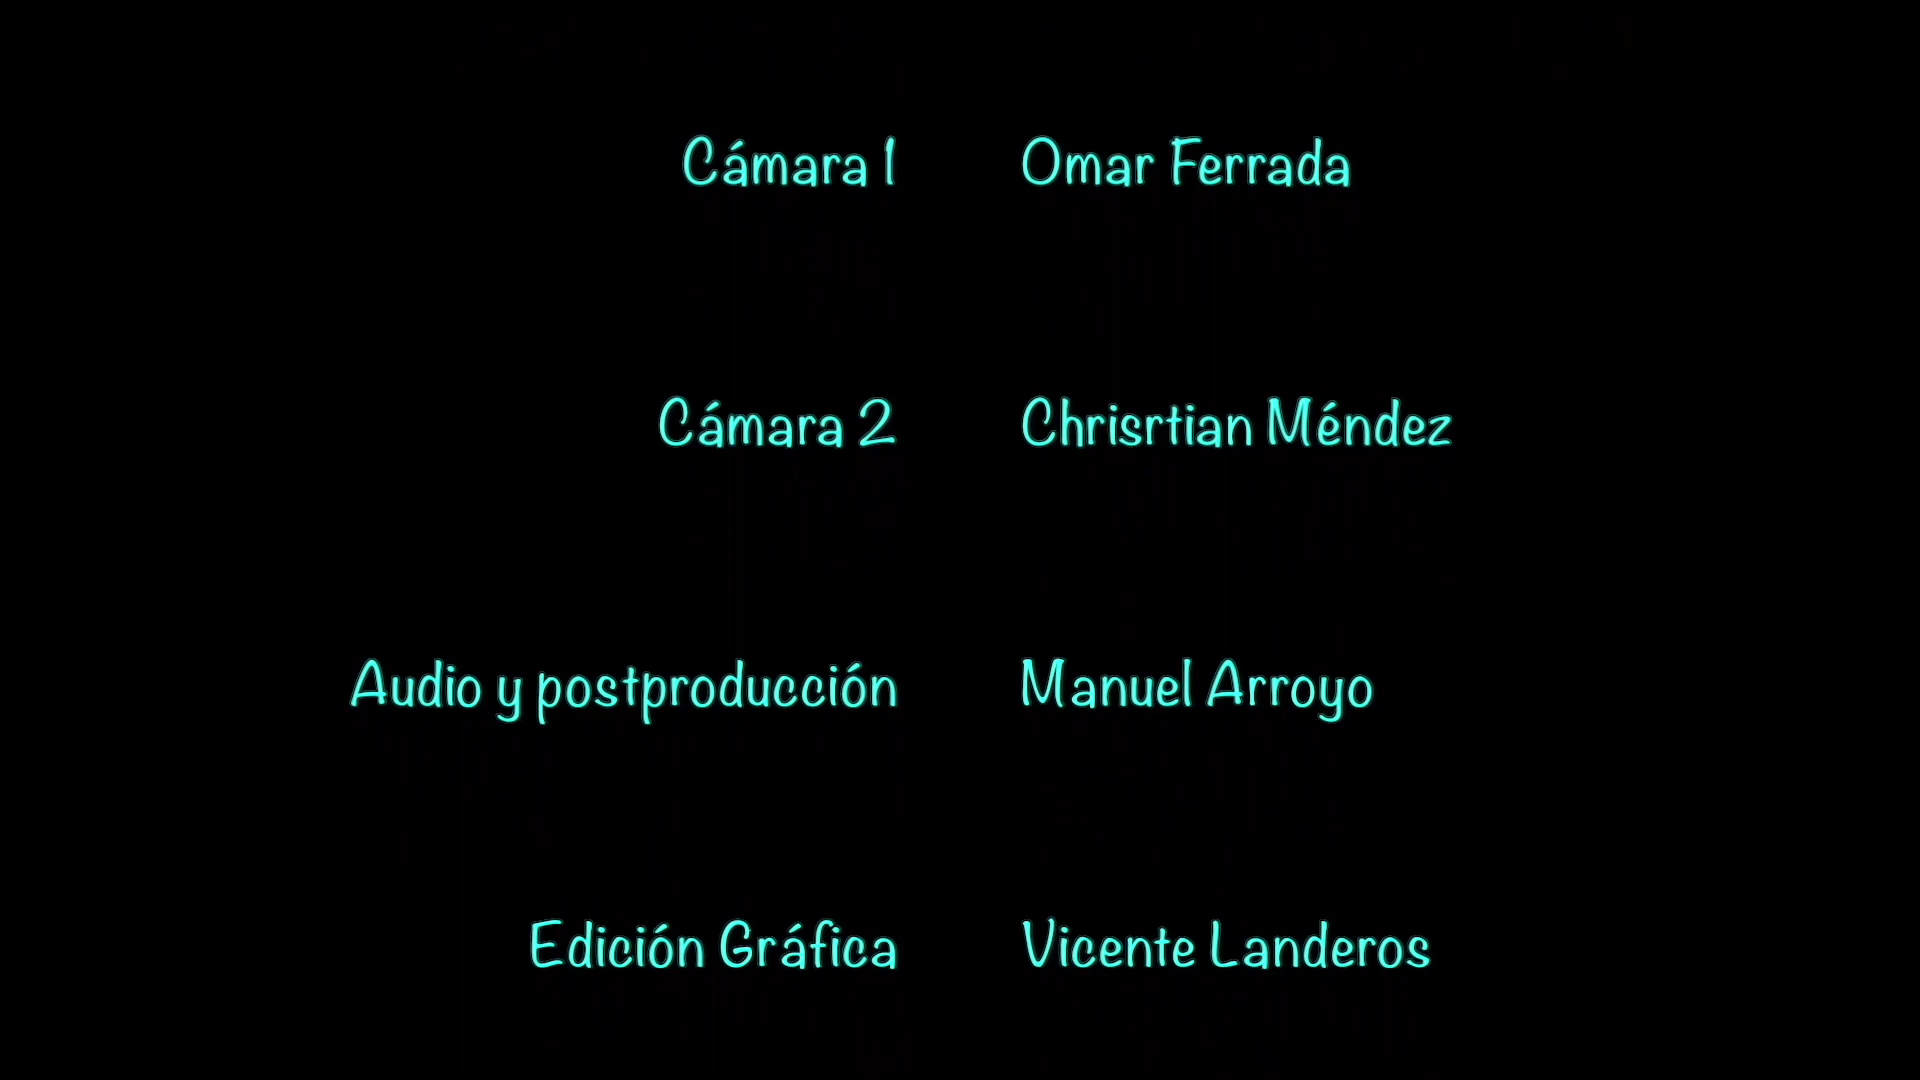 Cámara 1 Omar Ferrada
Cámara 2 Chrisrtian Méndez
Audio y postproducción Manuel Arroyo
Edición Gráfica Vicente Landeros